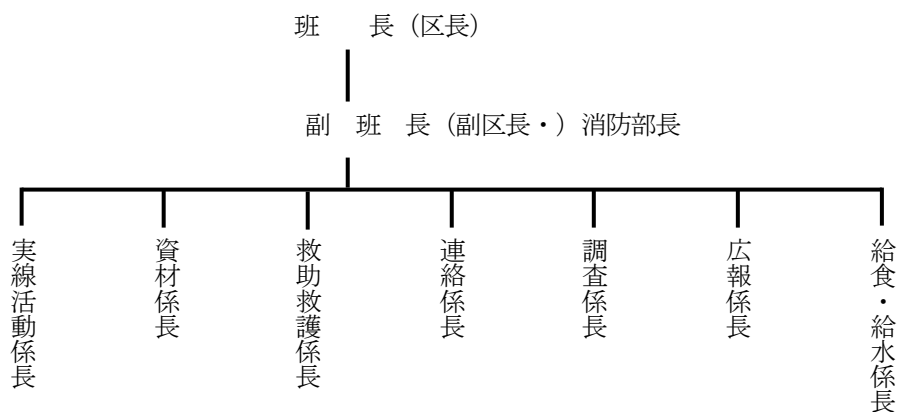 班　　長（区長）
副　班　長（副区長・）消防部長
実線活動係長
資材係長
救助救護係長
連絡係長
調査係長
広報係長
給食・給水係長